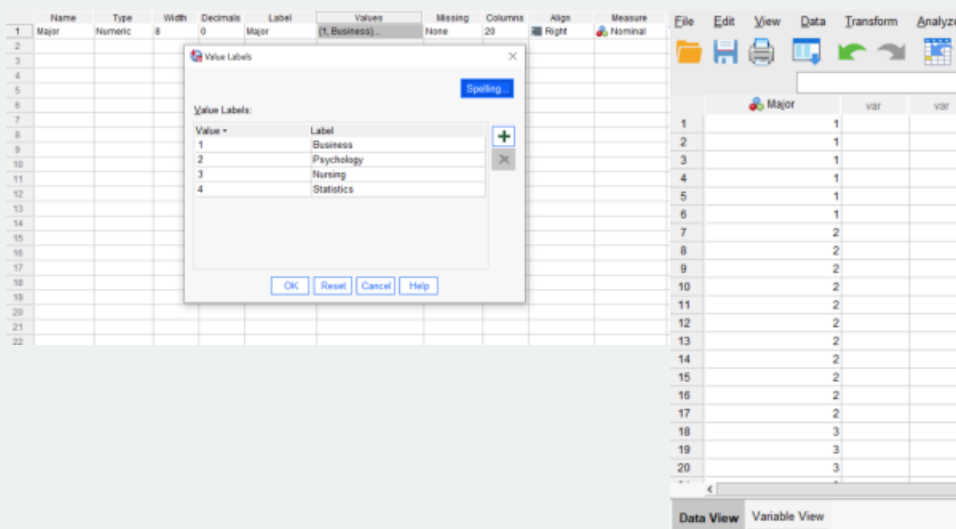 Name Type Width Decimals Label Values Missing Columns Align Measure
1 Major Numeric 8 0 Major {1, Business}... None 20 Right Nominal
2
3
4
5
6
7
8
9
10
11
12
13
14
15
16
17
18
19
20
21
22
Value Labels
Spelling...
Value Labels:
Value Label
1 Business
2 Psychology
3 Nursing
4 Statistics
OK Reset Cancel Help
File Edit View Data Transform Analyze
Major var var
1 1
2 1
3 1
4 1
5 1
6 1
7 2
8 2
9 2
10 2
11 2
12 2
13 2
14 2
15 2
16 2
17 2
18 3
19 3
20 3
Data View Variable View